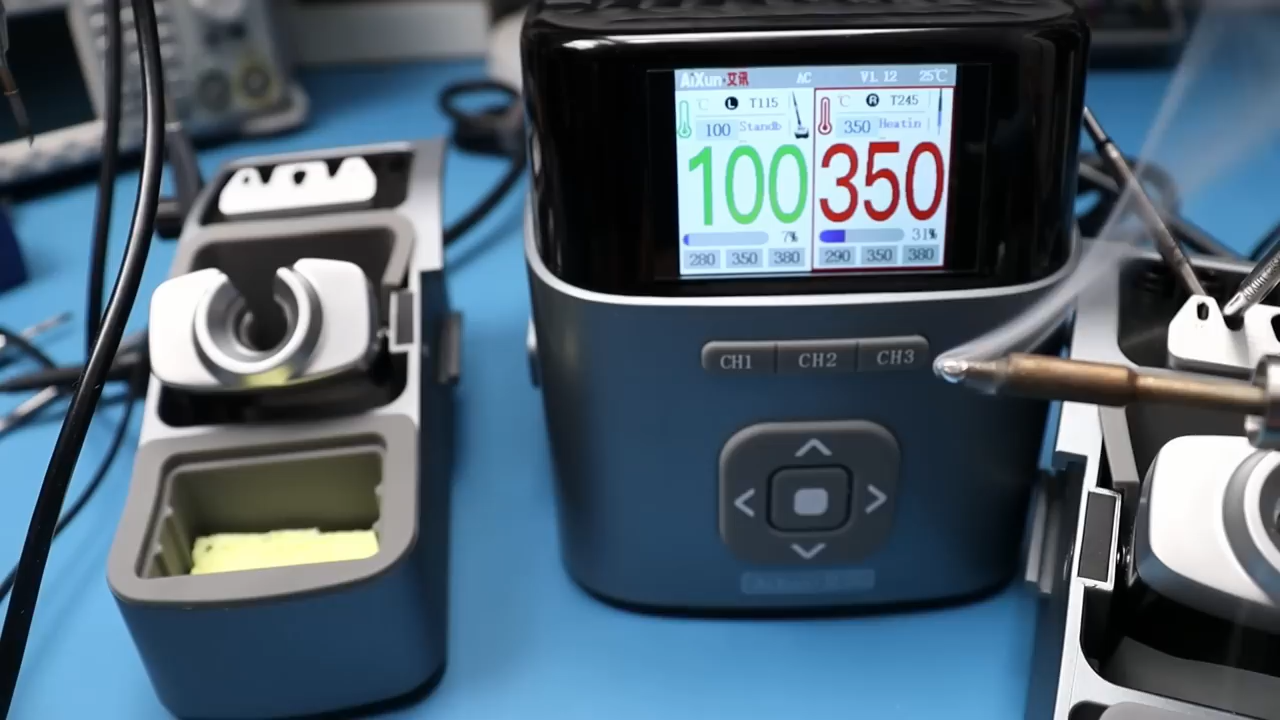 AiXun 艾讯 AC V1.12 25℃
℃ L T115
100 Standb
100
7%
280 350 380
℃ R T245
350 Heatin
350
31%
290 350 380
CH1 CH2 CH3